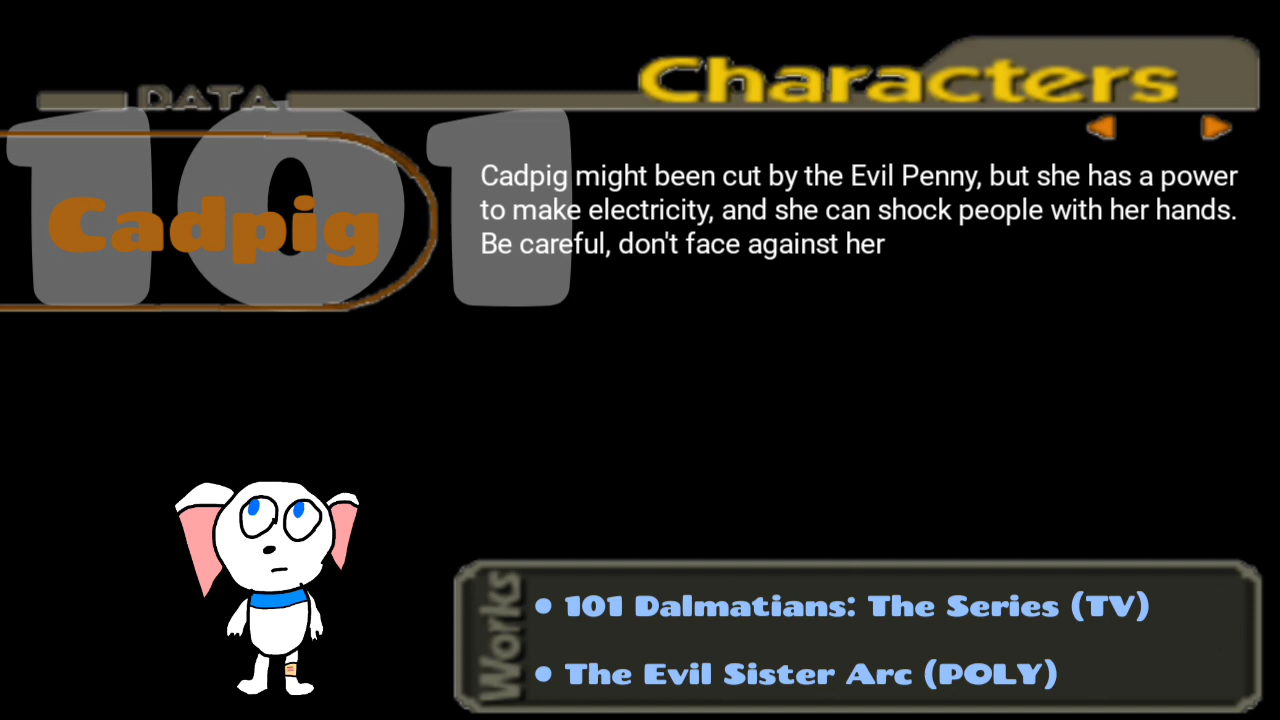 Characters
DATA
101
Cadpig
Cadpig might been cut by the Evil Penny, but she has a power
to make electricity, and she can shock people with her hands.
Be careful, don't face against her
Works
• 101 Dalmatians: The Series (TV)
• The Evil Sister Arc (POLY)